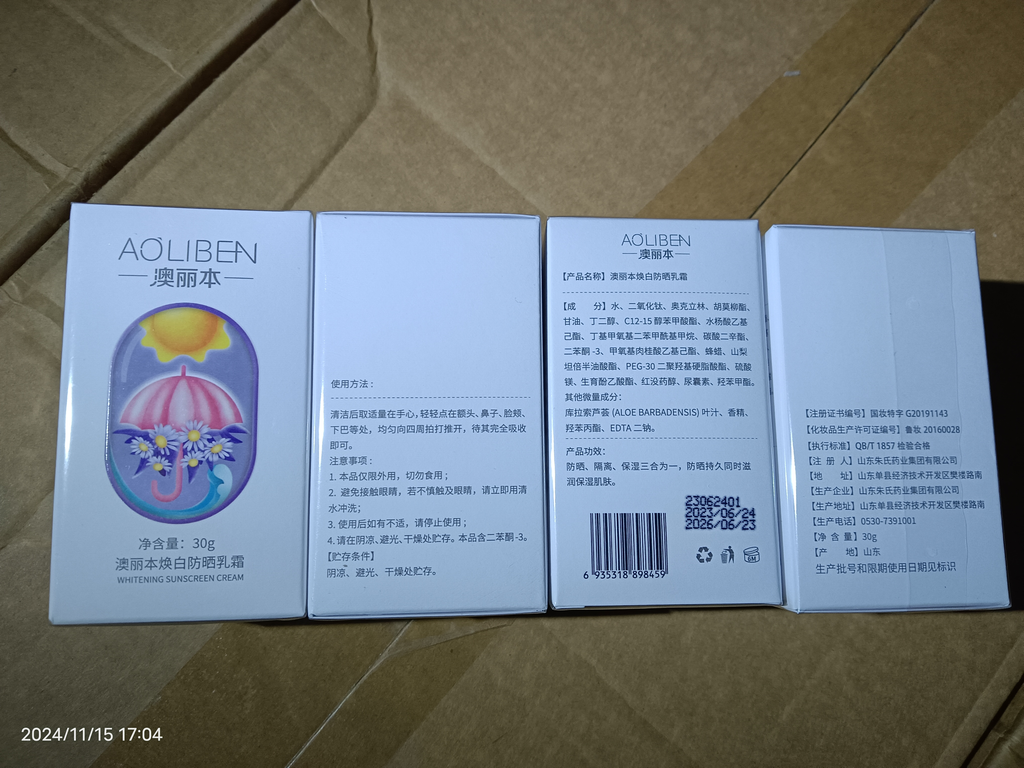 AOLIBEN
澳丽本
净含量：30g
澳丽本焕白防晒乳霜
WHITENING SUNSCREEN CREAM
使用方法：
清洁后取适量在手心，轻轻点在额头、鼻子、脸颊、
下巴等处，均匀向四周拍打推开，待其完全吸收
即可。
注意事项：
1. 本品仅限外用，切勿食用；
2. 避免接触眼睛，若不慎触及眼睛，请立即用清
水冲洗；
3. 使用后如有不适，请停止使用；
4. 请在阴凉、避光、干燥处贮存。本品含二苯酮-3。
【贮存条件】
阴凉、避光、干燥处贮存。
AOLIBEN
澳丽本
【产品名称】澳丽本焕白防晒乳霜
【成 分】水、二氧化钛、奥克立林、胡莫柳酯、
甘油、丁二醇、C12-15 醇苯甲酸酯、水杨酸乙基
己酯、丁基甲氧基二苯甲酰基甲烷、碳酸二辛酯、
二苯酮 -3、甲氧基肉桂酸乙基己酯、蜂蜡、山梨
坦倍半油酸酯、PEG-30 二聚羟基硬脂酸酯、硫酸
镁、生育酚乙酸酯、红没药醇、尿囊素、羟苯甲酯。
其他微量成分：
库拉索芦荟 (ALOE BARBADENSIS) 叶汁、香精、
羟苯丙酯、EDTA 二钠。
产品功效：
防晒、隔离、保湿三合为一，防晒持久同时滋
润保湿肌肤。
23062401
2023/06/24
2026/06/23
6 935318 898459
6M
【注册证书编号】国妆特字 G20191143
【化妆品生产许可证编号】鲁妆 20160028
【执行标准】QB/T 1857 检验合格
【注 册 人】山东朱氏药业集团有限公司
【地 址】山东单县经济技术开发区樊楼路南
【生产企业】山东朱氏药业集团有限公司
【生产地址】山东单县经济技术开发区樊楼路南
【生产电话】0530-7391001
【净 含 量】30g
【产 地】山东
生产批号和限期使用日期见标识
2024/11/15 17:04